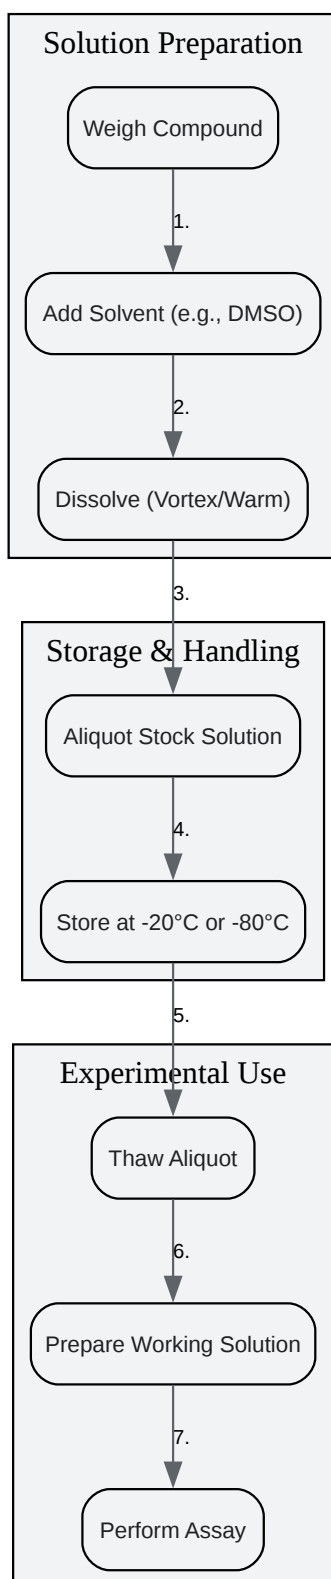 Solution Preparation
Weigh Compound
1.
Add Solvent (e.g., DMSO)
2.
Dissolve (Vortex/Warm)
3.
Storage & Handling
Aliquot Stock Solution
4.
Store at -20°C or -80°C
5.
Experimental Use
Thaw Aliquot
6.
Prepare Working Solution
7.
Perform Assay